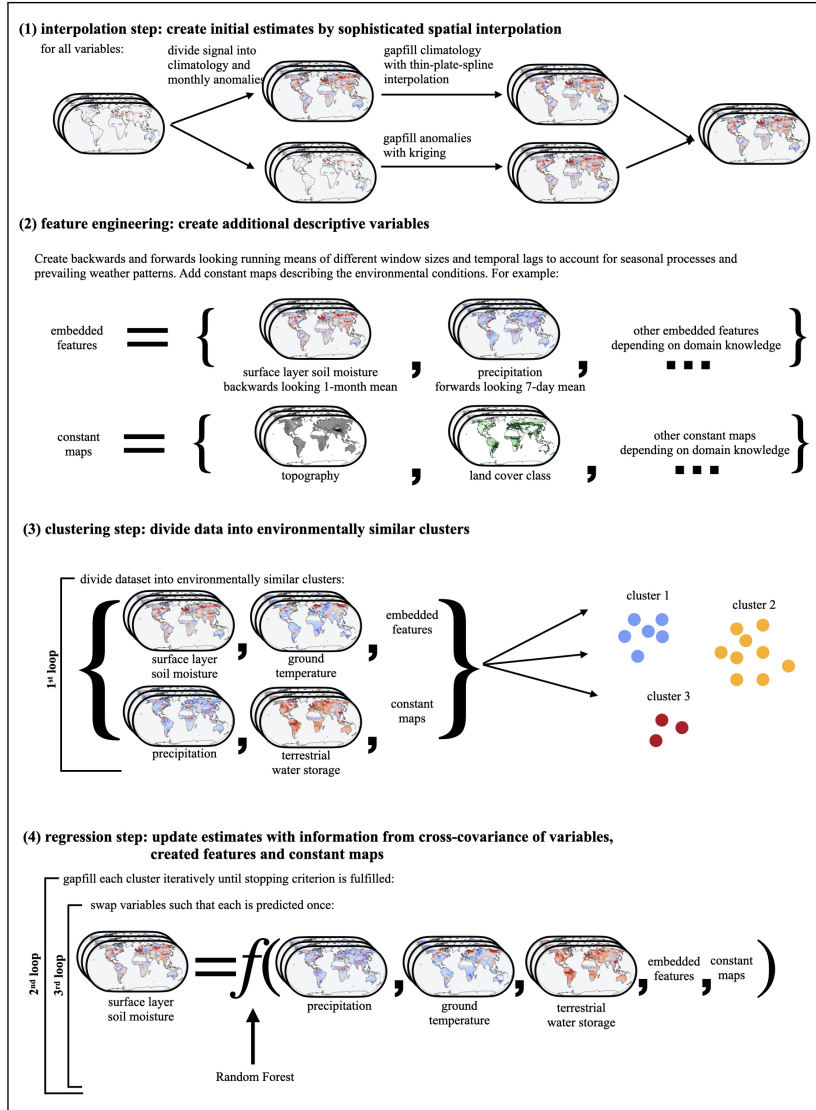 (1) interpolation step: create initial estimates by sophisticated spatial interpolation
for all variables:
divide signal into
climatology and
monthly anomalies
gapfill climatology
with thin-plate-spline
interpolation
gapfill anomalies
with kriging
(2) feature engineering: create additional descriptive variables
Create backwards and forwards looking running means of different window sizes and temporal lags to account for seasonal processes and
prevailing weather patterns. Add constant maps describing the environmental conditions. For example:
embedded
features
=
{
surface layer soil moisture
backwards looking 1-month mean
,
precipitation
forwards looking 7-day mean
,
other embedded features
depending on domain knowledge
...
}
constant
maps
=
{
topography
,
land cover class
,
other constant maps
depending on domain knowledge
...
}
(3) clustering step: divide data into environmentally similar clusters
1st loop
divide dataset into environmentally similar clusters:
{
surface layer
soil moisture
,
ground
temperature
,
embedded
features
precipitation
,
terrestrial
water storage
,
constant
maps
}
cluster 1
cluster 2
cluster 3
(4) regression step: update estimates with information from cross-covariance of variables,
created features and constant maps
2nd loop
gapfill each cluster iteratively until stopping criterion is fulfilled:
3rd loop
swap variables such that each is predicted once:
surface layer
soil moisture
=
f(
precipitation
,
ground
temperature
,
terrestrial
water storage
,
embedded
features
,
constant
maps
)
Random Forest